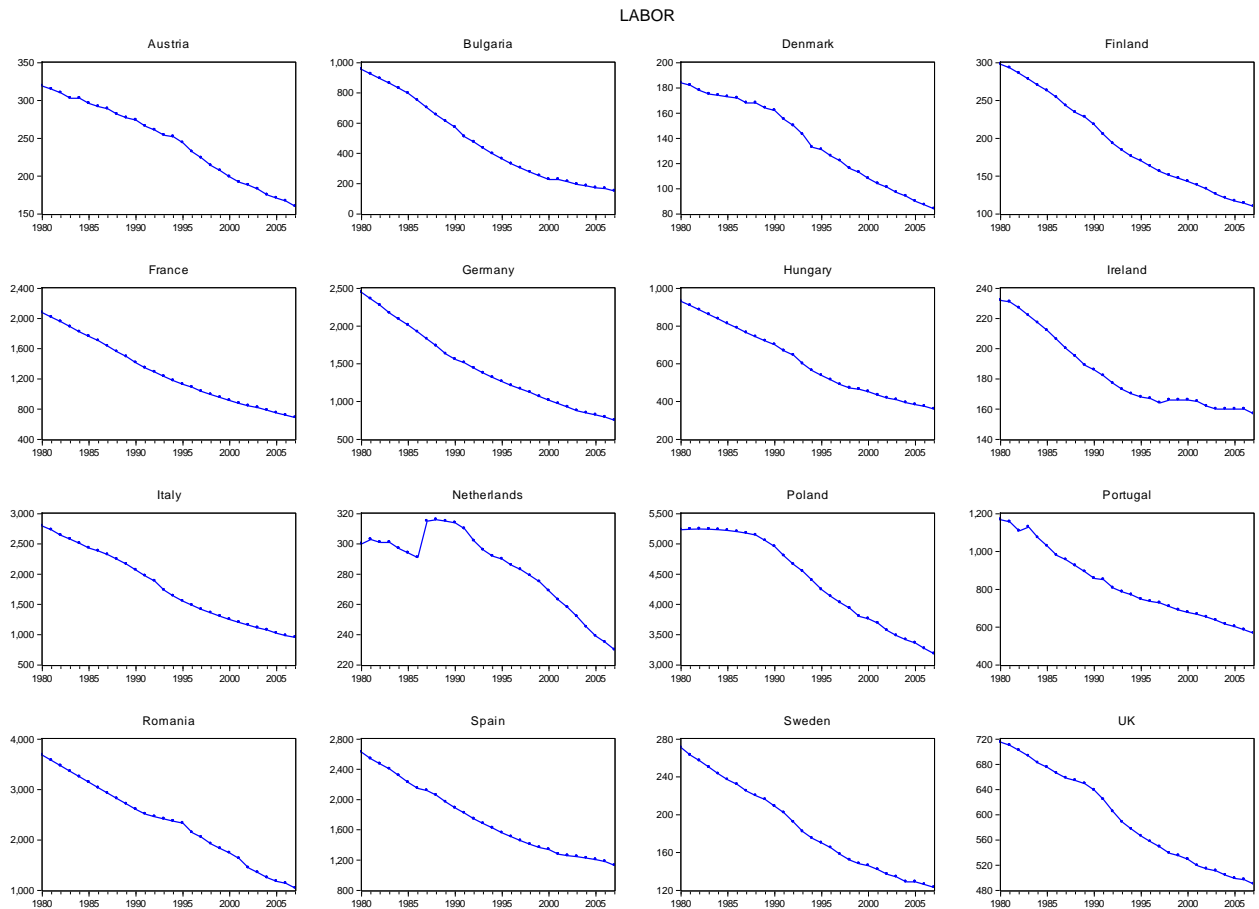 LABOR
Austria
350
300
250
200
150
1980 1985 1990 1995 2000 2005
Bulgaria
1,000
800
600
400
200
0
1980 1985 1990 1995 2000 2005
Denmark
200
180
160
140
120
100
80
1980 1985 1990 1995 2000 2005
Finland
300
250
200
150
100
1980 1985 1990 1995 2000 2005
France
2,400
2,000
1,600
1,200
800
400
1980 1985 1990 1995 2000 2005
Germany
2,500
2,000
1,500
1,000
500
1980 1985 1990 1995 2000 2005
Hungary
1,000
800
600
400
200
1980 1985 1990 1995 2000 2005
Ireland
240
220
200
180
160
140
1980 1985 1990 1995 2000 2005
Italy
3,000
2,500
2,000
1,500
1,000
500
1980 1985 1990 1995 2000 2005
Netherlands
320
300
280
260
240
220
1980 1985 1990 1995 2000 2005
Poland
5,500
5,000
4,500
4,000
3,500
3,000
1980 1985 1990 1995 2000 2005
Portugal
1,200
1,000
800
600
400
1980 1985 1990 1995 2000 2005
Romania
4,000
3,000
2,000
1,000
1980 1985 1990 1995 2000 2005
Spain
2,800
2,400
2,000
1,600
1,200
800
1980 1985 1990 1995 2000 2005
Sweden
280
240
200
160
120
1980 1985 1990 1995 2000 2005
UK
720
680
640
600
560
520
480
1980 1985 1990 1995 2000 2005